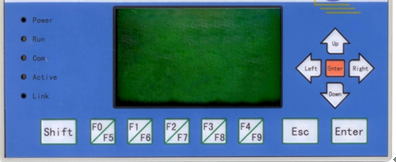 Power
Run
Com
Active
Link
Up
Left
Enter
Right
Down
Shift
F0 F5
F1 F6
F2 F7
F3 F8
F4 F9
Esc
Enter